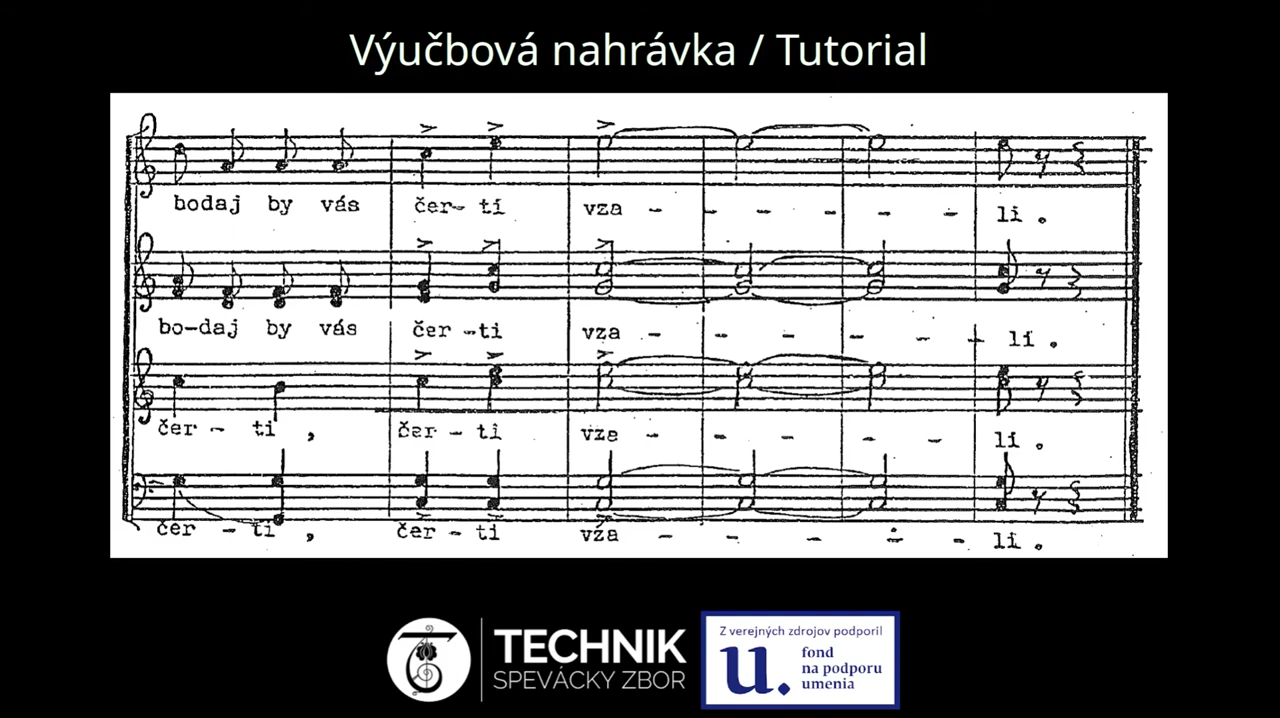 Výučbová nahrávka / Tutorial
bodaj by vás čer- ti vza - - - - - - li .
bo-daj by vás čer -ti vza - - - - - - li .
čer - ti , čer - ti vza - - - - - li .
čer - ti , čer - ti vza - - - - - li .
TECHNIK
SPEVÁCKY ZBOR
Z verejných zdrojov podporil
u.
fond
na podporu
umenia